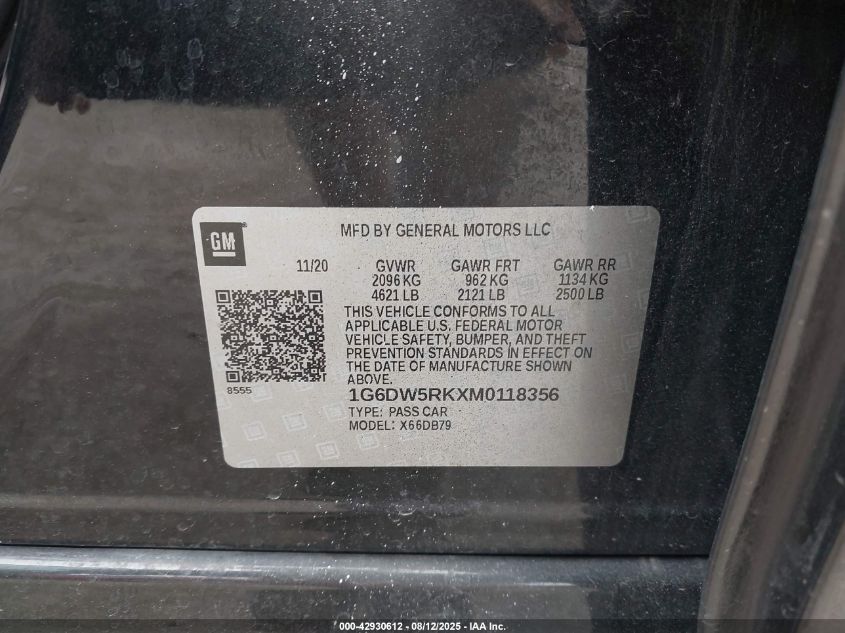 GM
MFD BY GENERAL MOTORS LLC
11/20 GVWR GAWR FRT GAWR RR
2096 KG 962 KG 1134 KG
4621 LB 2121 LB 2500 LB
THIS VEHICLE CONFORMS TO ALL
APPLICABLE U.S. FEDERAL MOTOR
VEHICLE SAFETY, BUMPER, AND THEFT
PREVENTION STANDARDS IN EFFECT ON
THE DATE OF MANUFACTURE SHOWN
ABOVE.
8555
1G6DW5RKXM0118356
TYPE: PASS CAR
MODEL: X66DB79
000-42930612 - 08/12/2025 - IAA Inc.